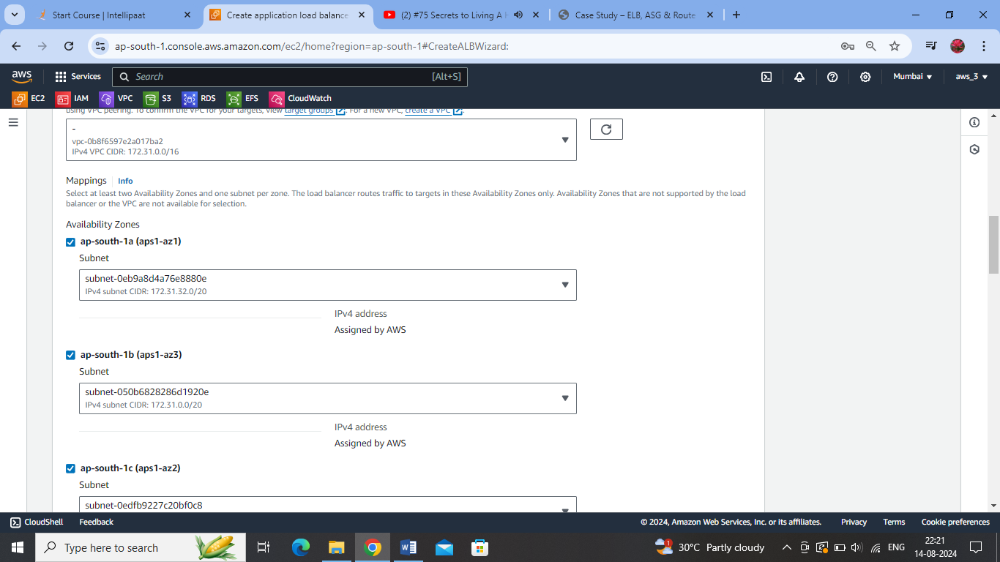 Start Course | Intellipaat
Create application load balance
(2) #75 Secrets to Living A H
Case Study – ELB, ASG & Route
ap-south-1.console.aws.amazon.com/ec2/home?region=ap-south-1#CreateALBWizard:
aws
Services
Search
[Alt+S]
Mumbai
aws_3
EC2
IAM
VPC
S3
RDS
EFS
CloudWatch
using VPC peering. To confirm the VPC for your targets, view target groups. For a new VPC, create a VPC.
-
vpc-0b8f6597e2a017ba2
IPv4 VPC CIDR: 172.31.0.0/16
Mappings Info
Select at least two Availability Zones and one subnet per zone. The load balancer routes traffic to targets in these Availability Zones only. Availability Zones that are not supported by the load
balancer or the VPC are not available for selection.
Availability Zones
ap-south-1a (aps1-az1)
Subnet
subnet-0eb9a8d4a76e8880e
IPv4 subnet CIDR: 172.31.32.0/20
IPv4 address
Assigned by AWS
ap-south-1b (aps1-az3)
Subnet
subnet-050b6828286d1920e
IPv4 subnet CIDR: 172.31.0.0/20
IPv4 address
Assigned by AWS
ap-south-1c (aps1-az2)
Subnet
subnet-0edfb9227c20bf0c8
CloudShell
Feedback
© 2024, Amazon Web Services, Inc. or its affiliates.
Privacy
Terms
Cookie preferences
Type here to search
1
30°C Partly cloudy
ENG
22:21
14-08-2024